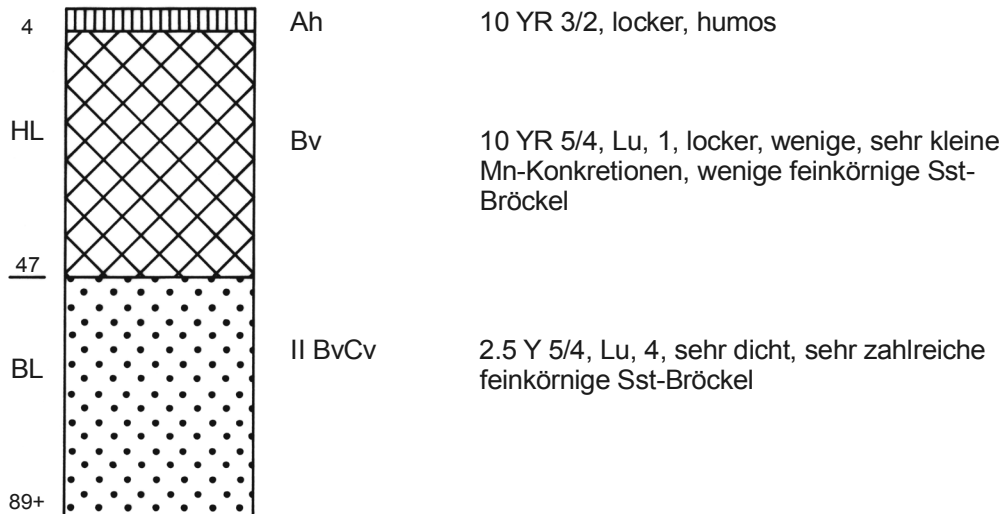 4
Ah
10 YR 3/2, locker, humos
HL
Bv
10 YR 5/4, Lu, 1, locker, wenige, sehr kleine
Mn-Konkretionen, wenige feinkörnige Sst-
Bröckel
47
II BvCv
2.5 Y 5/4, Lu, 4, sehr dicht, sehr zahlreiche
feinkörnige Sst-Bröckel
BL
89+